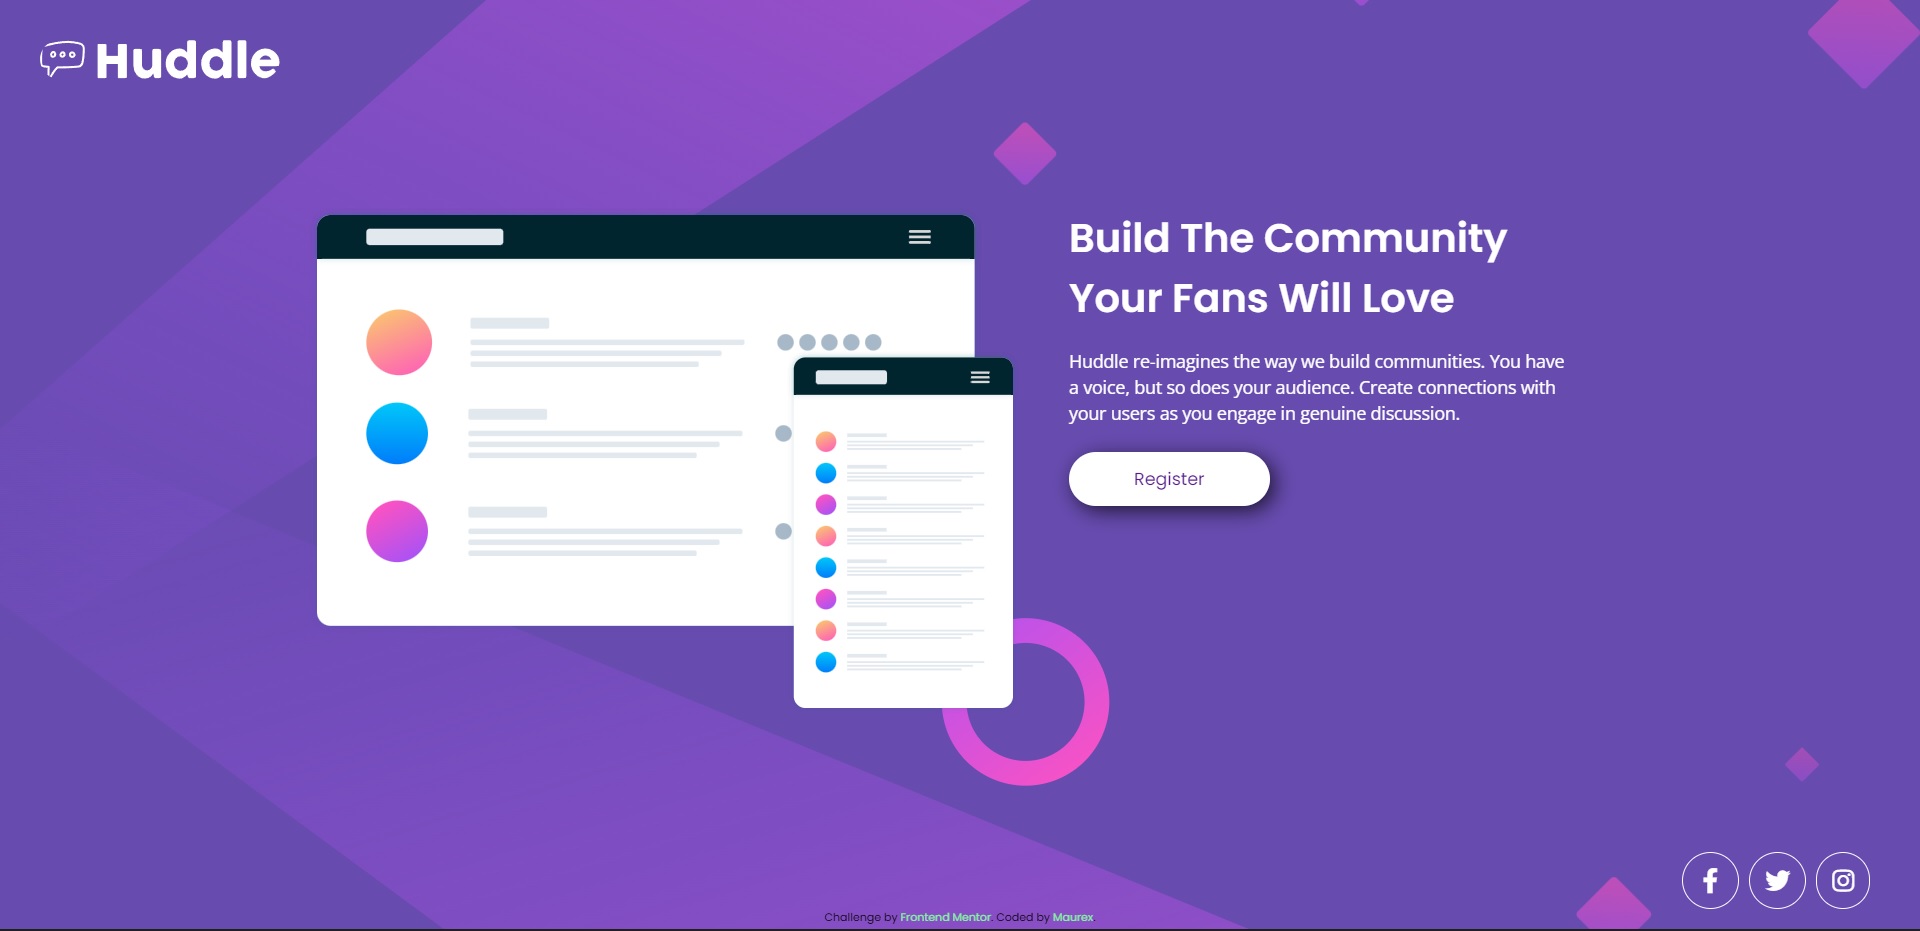 Huddle
Build The Community
Your Fans Will Love
Huddle re-imagines the way we build communities. You have
a voice, but so does your audience. Create connections with
your users as you engage in genuine discussion.
Register
Challenge by Frontend Mentor. Coded by Maurex.